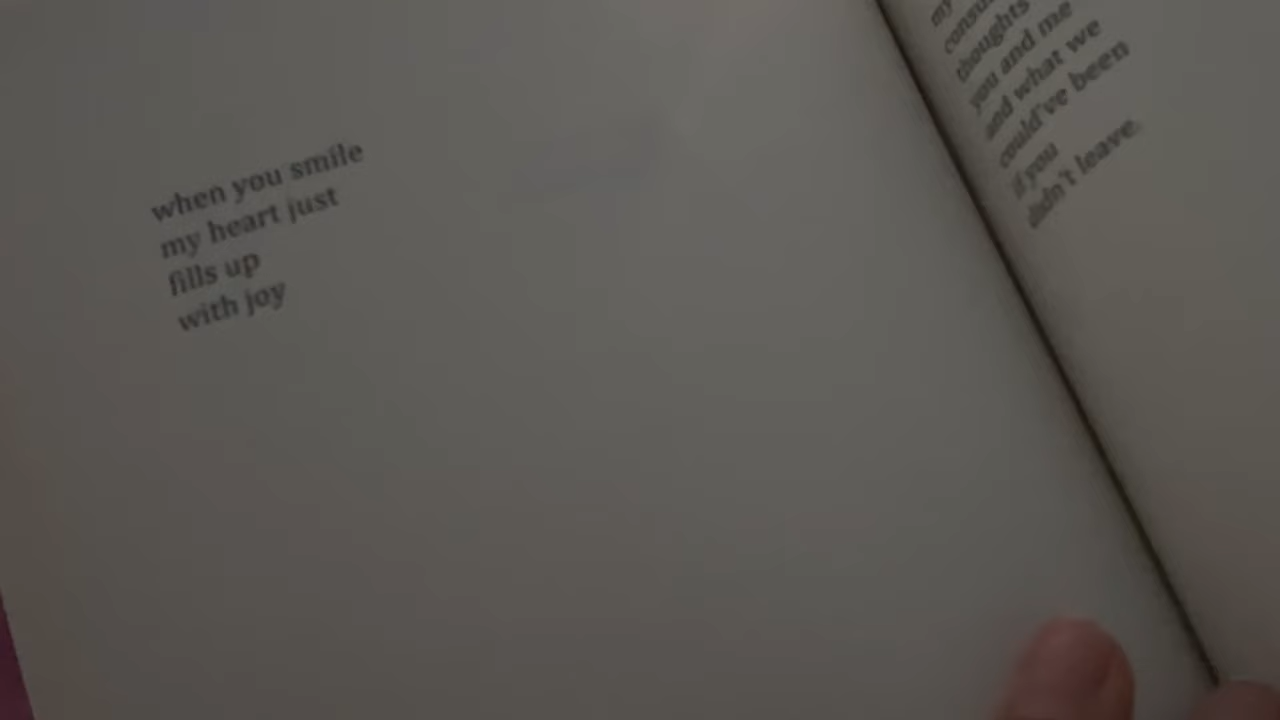 when you smile
my heart just
fills up
with joy
my
thoughts
you and me
and what we
could've been
if you
didn't leave.